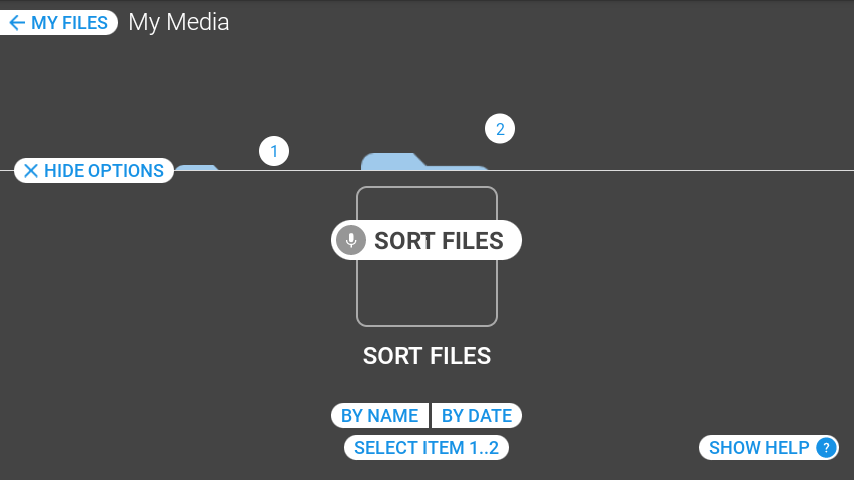 MY FILES My Media
2
1
HIDE OPTIONS
SORT FILES
SORT FILES
BY NAME BY DATE
SELECT ITEM 1..2
SHOW HELP ?